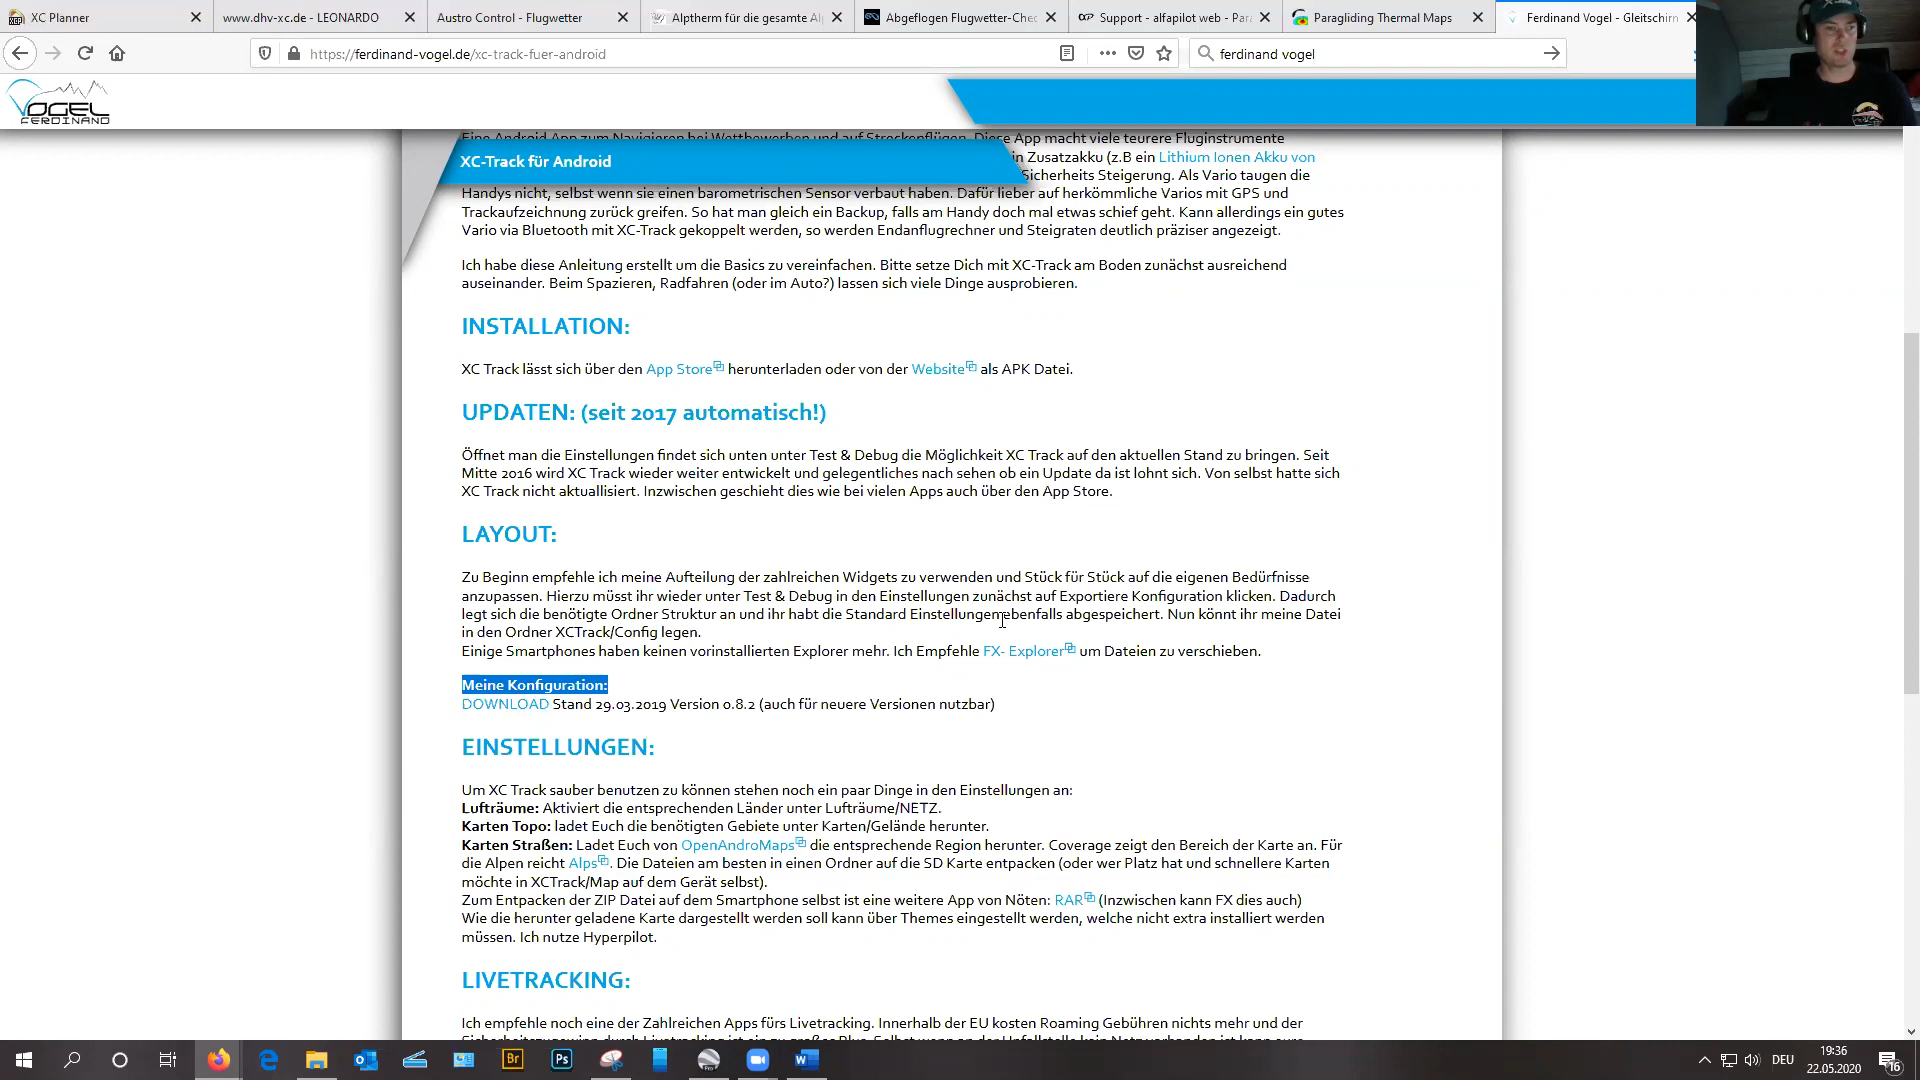 XC Planner
www.dhv-xc.de - LEONARDO
Austro Control - Flugwetter
Alptherm für die gesamte Al
Abgeflogen Flugwetter-Chec
Support - alfapilot web - Par
Paragliding Thermal Maps
Ferdinand Vogel - Gleitschirm
https://ferdinand-vogel.de/xc-track-fuer-android
ferdinand vogel
VOGEL
FERDINAND
Eine Android App zum Navigieren bei Wettbewerben und auf Streckenflügen. Diese App macht viele teurere Fluginstrumente
XC-Track für Android
in Zusatzakku (z.B ein Lithium Ionen Akku von
Sicherheits Steigerung. Als Vario taugen die
Handys nicht, selbst wenn sie einen barometrischen Sensor verbaut haben. Dafür lieber auf herkömmliche Varios mit GPS und
Trackaufzeichnung zurück greifen. So hat man gleich ein Backup, falls am Handy doch mal etwas schief geht. Kann allerdings ein gutes
Vario via Bluetooth mit XC-Track gekoppelt werden, so werden Endanflugrechner und Steigraten deutlich präziser angezeigt.
Ich habe diese Anleitung erstellt um die Basics zu vereinfachen. Bitte setze Dich mit XC-Track am Boden zunächst ausreichend
auseinander. Beim Spazieren, Radfahren (oder im Auto?) lassen sich viele Dinge ausprobieren.
INSTALLATION:
XC Track lässt sich über den App Store herunterladen oder von der Website als APK Datei.
UPDATEN: (seit 2017 automatisch!)
Öffnet man die Einstellungen findet sich unten unter Test & Debug die Möglichkeit XC Track auf den aktuellen Stand zu bringen. Seit
Mitte 2016 wird XC Track wieder weiter entwickelt und gelegentliches nach sehen ob ein Update da ist lohnt sich. Von selbst hatte sich
XC Track nicht aktuallisiert. Inzwischen geschieht dies wie bei vielen Apps auch über den App Store.
LAYOUT:
Zu Beginn empfehle ich meine Aufteilung der zahlreichen Widgets zu verwenden und Stück für Stück auf die eigenen Bedürfnisse
anzupassen. Hierzu müsst ihr wieder unter Test & Debug in den Einstellungen zunächst auf Exportiere Konfiguration klicken. Dadurch
legt sich die benötigte Ordner Struktur an und ihr habt die Standard Einstellungen ebenfalls abgespeichert. Nun könnt ihr meine Datei
in den Ordner XCTrack/Config legen.
Einige Smartphones haben keinen vorinstallierten Explorer mehr. Ich Empfehle FX- Explorer um Dateien zu verschieben.
Meine Konfiguration:
DOWNLOAD Stand 29.03.2019 Version 0.8.2 (auch für neuere Versionen nutzbar)
EINSTELLUNGEN:
Um XC Track sauber benutzen zu können stehen noch ein paar Dinge in den Einstellungen an:
Lufträume: Aktiviert die entsprechenden Länder unter Lufträume/NETZ.
Karten Topo: ladet Euch die benötigten Gebiete unter Karten/Gelände herunter.
Karten Straßen: Ladet Euch von OpenAndroMaps die entsprechende Region herunter. Coverage zeigt den Bereich der Karte an. Für
die Alpen reicht Alps. Die Dateien am besten in einen Ordner auf die SD Karte entpacken (oder wer Platz hat und schnellere Karten
möchte in XCTrack/Map auf dem Gerät selbst).
Zum Entpacken der ZIP Datei auf dem Smartphone selbst ist eine weitere App von Nöten: RAR (Inzwischen kann FX dies auch)
Wie die herunter geladene Karte dargestellt werden soll kann über Themes eingestellt werden, welche nicht extra installiert werden
müssen. Ich nutze Hyperpilot.
LIVETRACKING:
Ich empfehle noch eine der Zahlreichen Apps fürs Livetracking. Innerhalb der EU kosten Roaming Gebühren nichts mehr und der
Br
Ps
DEU
19:36
22.05.2020
16